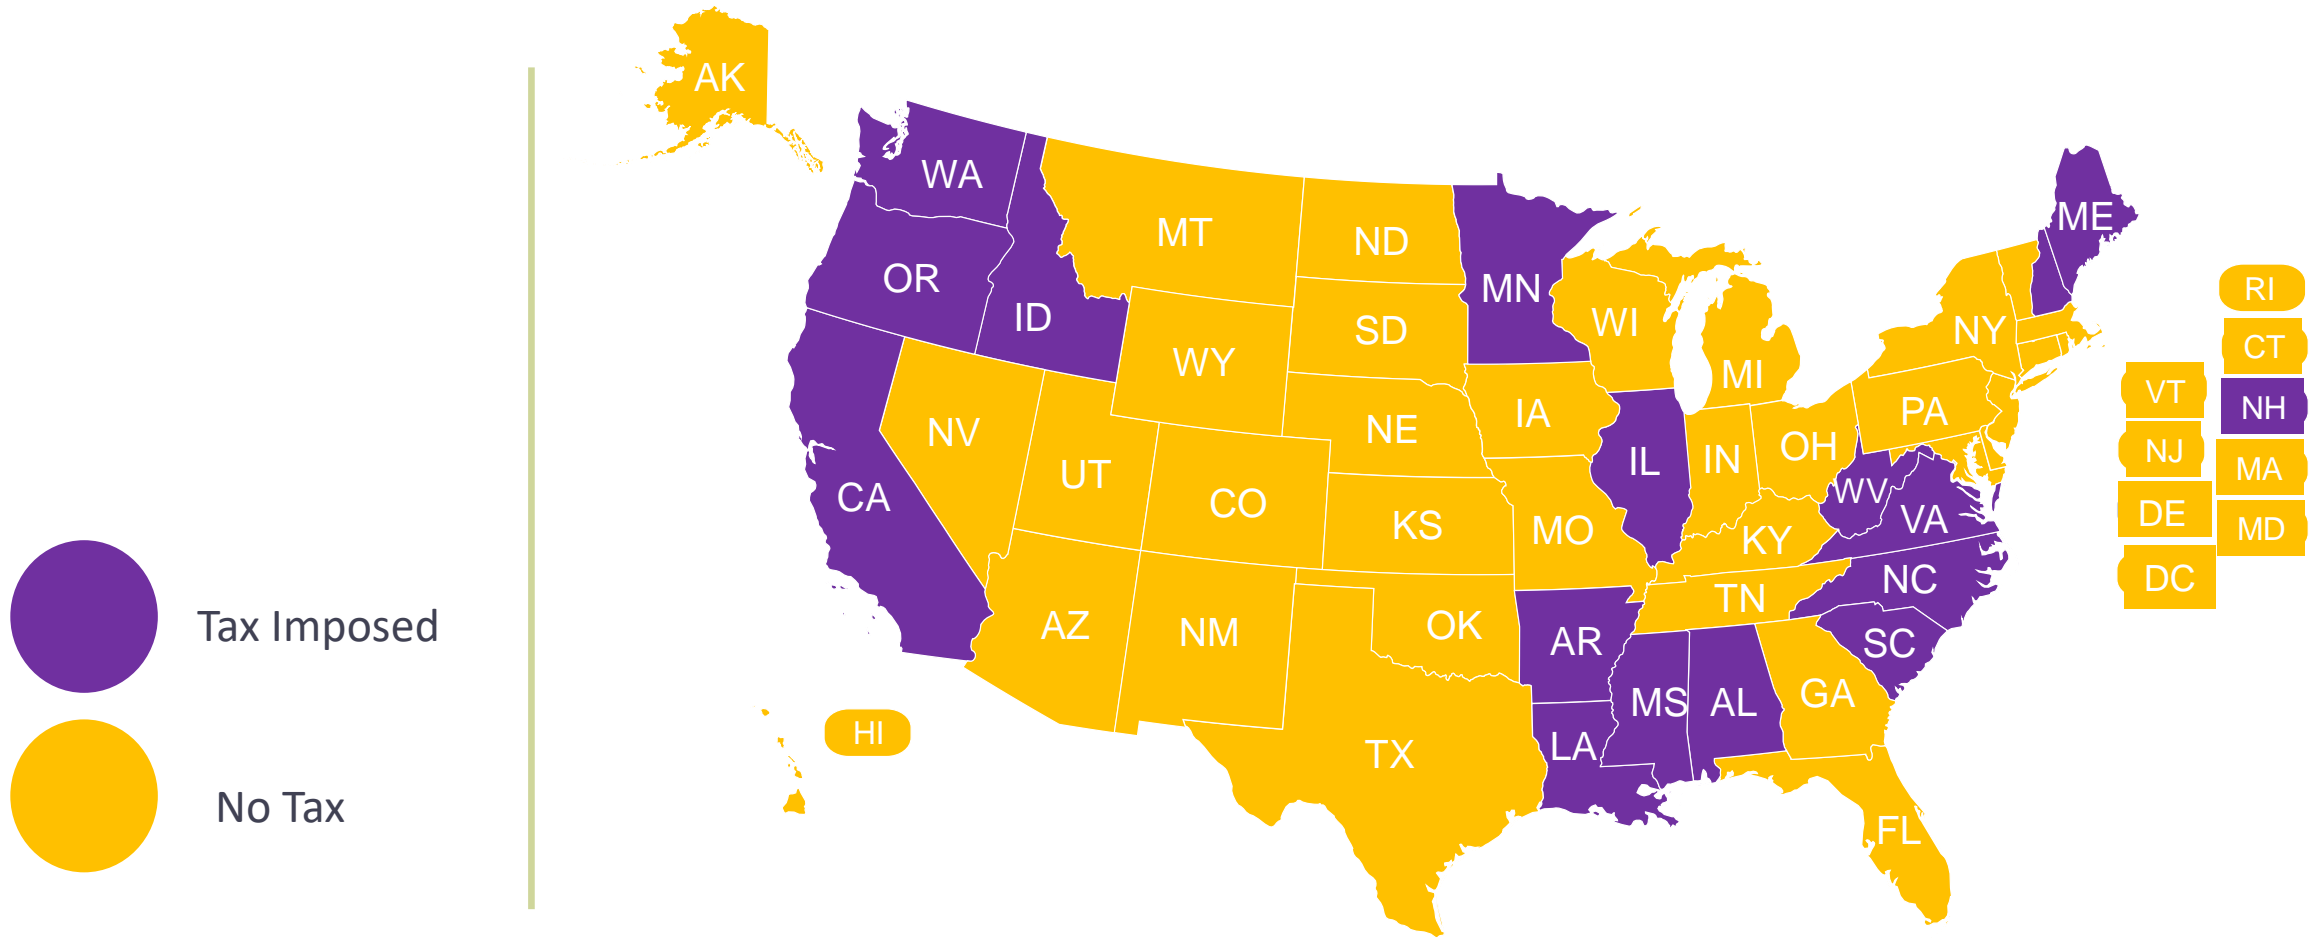 AK
WA
MT
ND
MN
ME
OR
ID
SD
WI
NY
RI
WY
MI
CT
VT
NH
NV
NE
IA
PA
UT
CO
IL
IN
OH
NJ
MA
CA
KS
MO
KY
WV
VA
DE
MD
DC
AZ
NM
OK
AR
TN
NC
SC
Tax Imposed
HI
TX
LA
MS
AL
GA
No Tax
FL